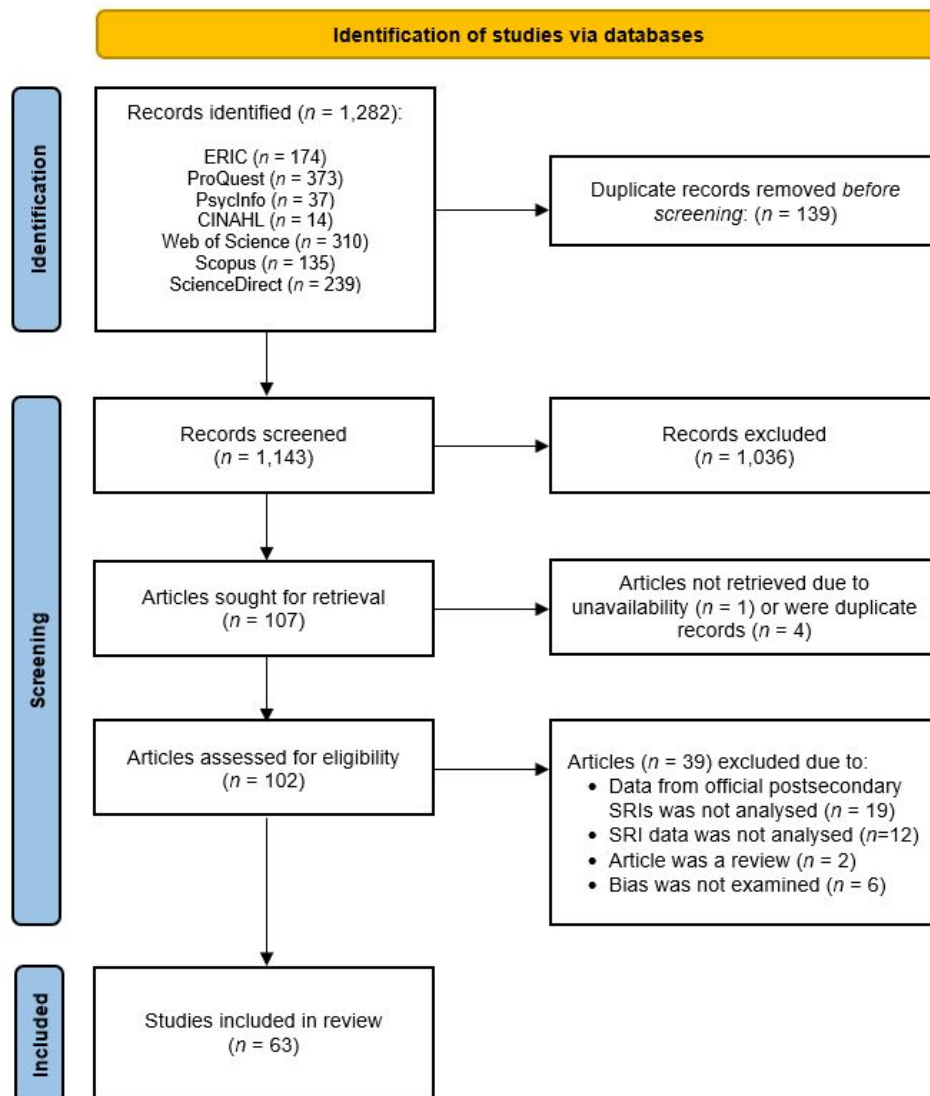 Identification of studies via databases
Identification
Records identified (n = 1,282):
ERIC (n = 174)
ProQuest (n = 373)
PsycInfo (n = 37)
CINAHL (n = 14)
Web of Science (n = 310)
Scopus (n = 135)
ScienceDirect (n = 239)
Duplicate records removed before
screening: (n = 139)
Screening
Records screened
(n = 1,143)
Records excluded
(n = 1,036)
Articles sought for retrieval
(n = 107)
Articles not retrieved due to
unavailability (n = 1) or were duplicate
records (n = 4)
Articles assessed for eligibility
(n = 102)
Articles (n = 39) excluded due to:
• Data from official postsecondary
SRIs was not analysed (n = 19)
• SRI data was not analysed (n=12)
• Article was a review (n = 2)
• Bias was not examined (n = 6)
Included
Studies included in review
(n = 63)